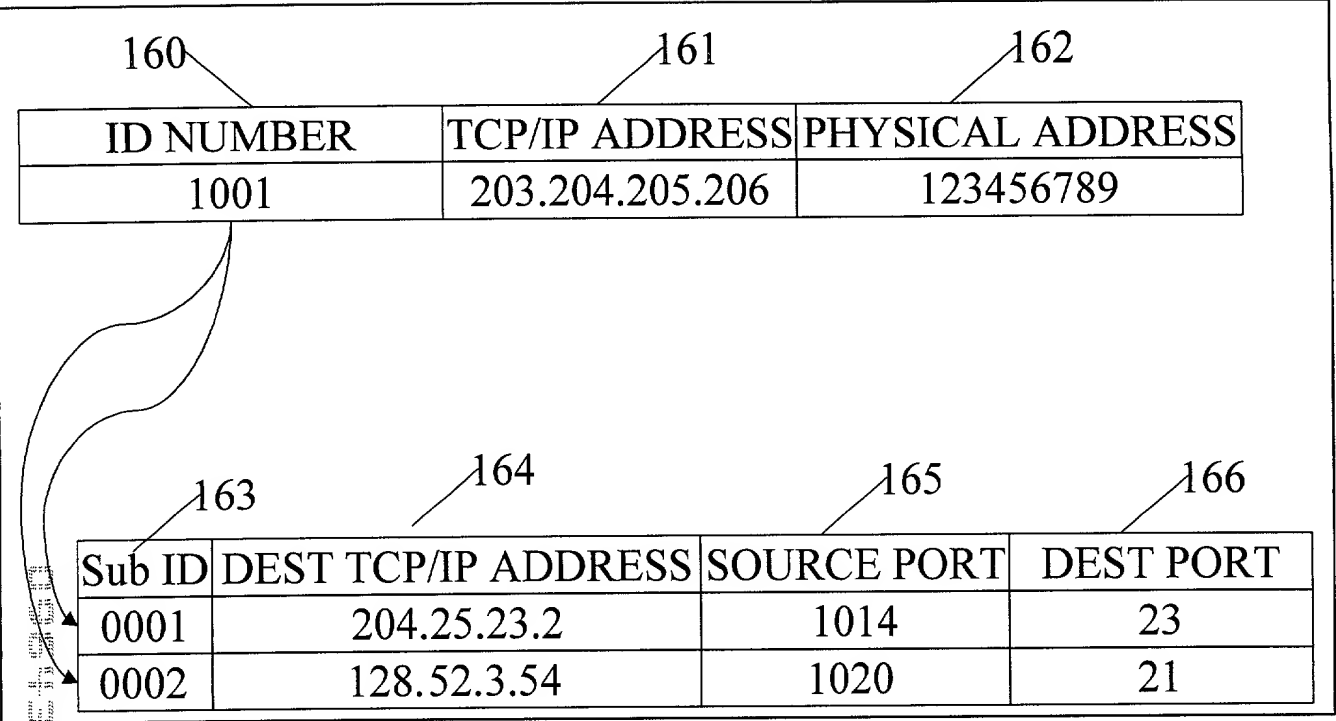 160 161 162
ID NUMBER TCP/IP ADDRESS PHYSICAL ADDRESS
1001 203.204.205.206 123456789
163 164 165 166
Sub ID DEST TCP/IP ADDRESS SOURCE PORT DEST PORT
0001 204.25.23.2 1014 23
0002 128.52.3.54 1020 21